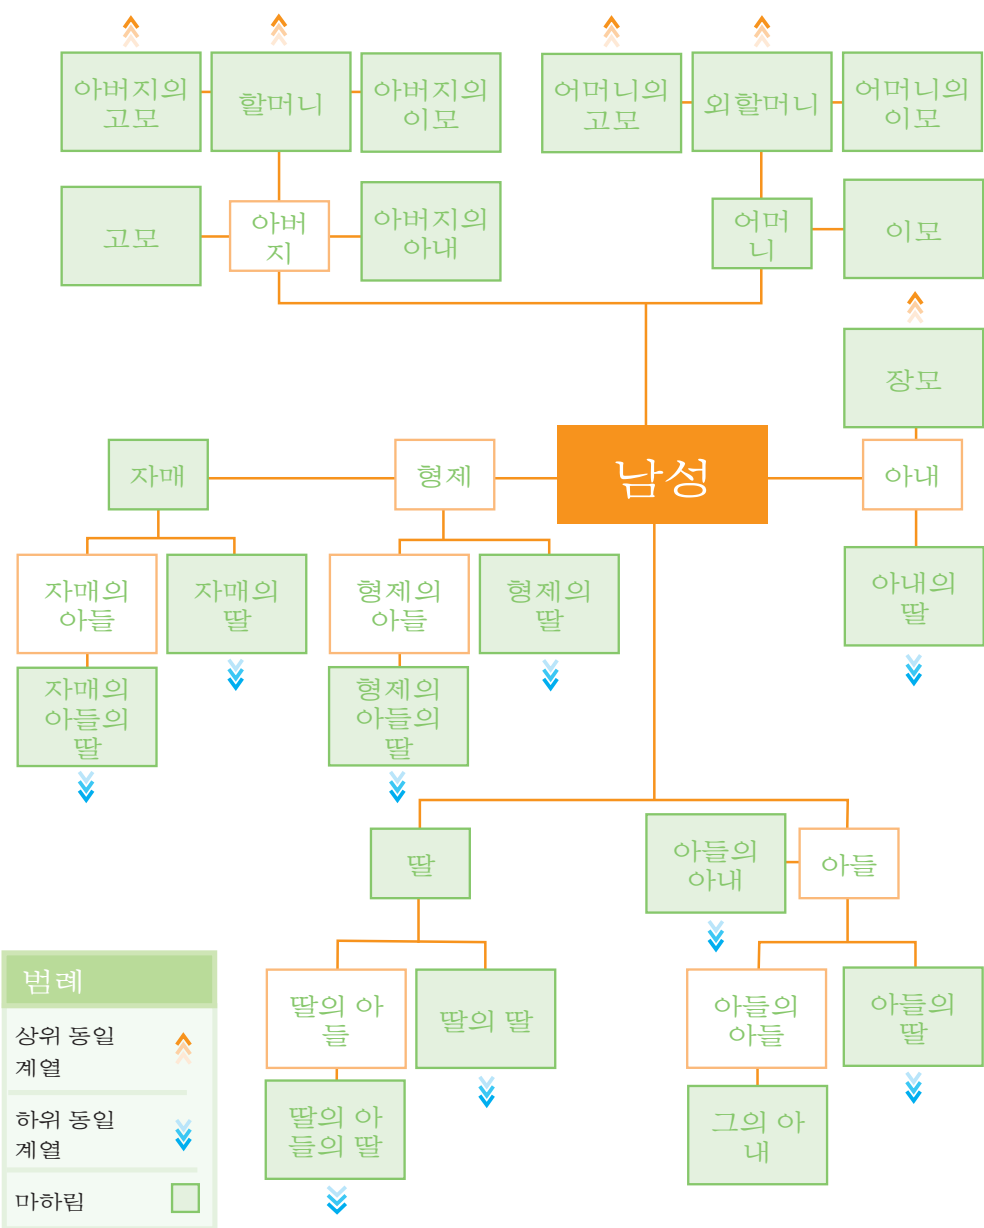 아버지의
고모
할머니
아버지의
이모
어머니의
고모
외할머니
어머니의
이모
고모
아버
지
아버지의
아내
어머
니
이모
장모
자매
형제
남성
아내
자매의
아들
자매의
딸
형제의
아들
형제의
딸
아내의
딸
자매의
아들의
딸
형제의
아들의
딸
딸
아들의
아내
아들
딸의 아
들
딸의 딸
아들의
아들
아들의
딸
딸의 아
들의 딸
그의 아
내
범례
상위 동일
계열
하위 동일
계열
마하림